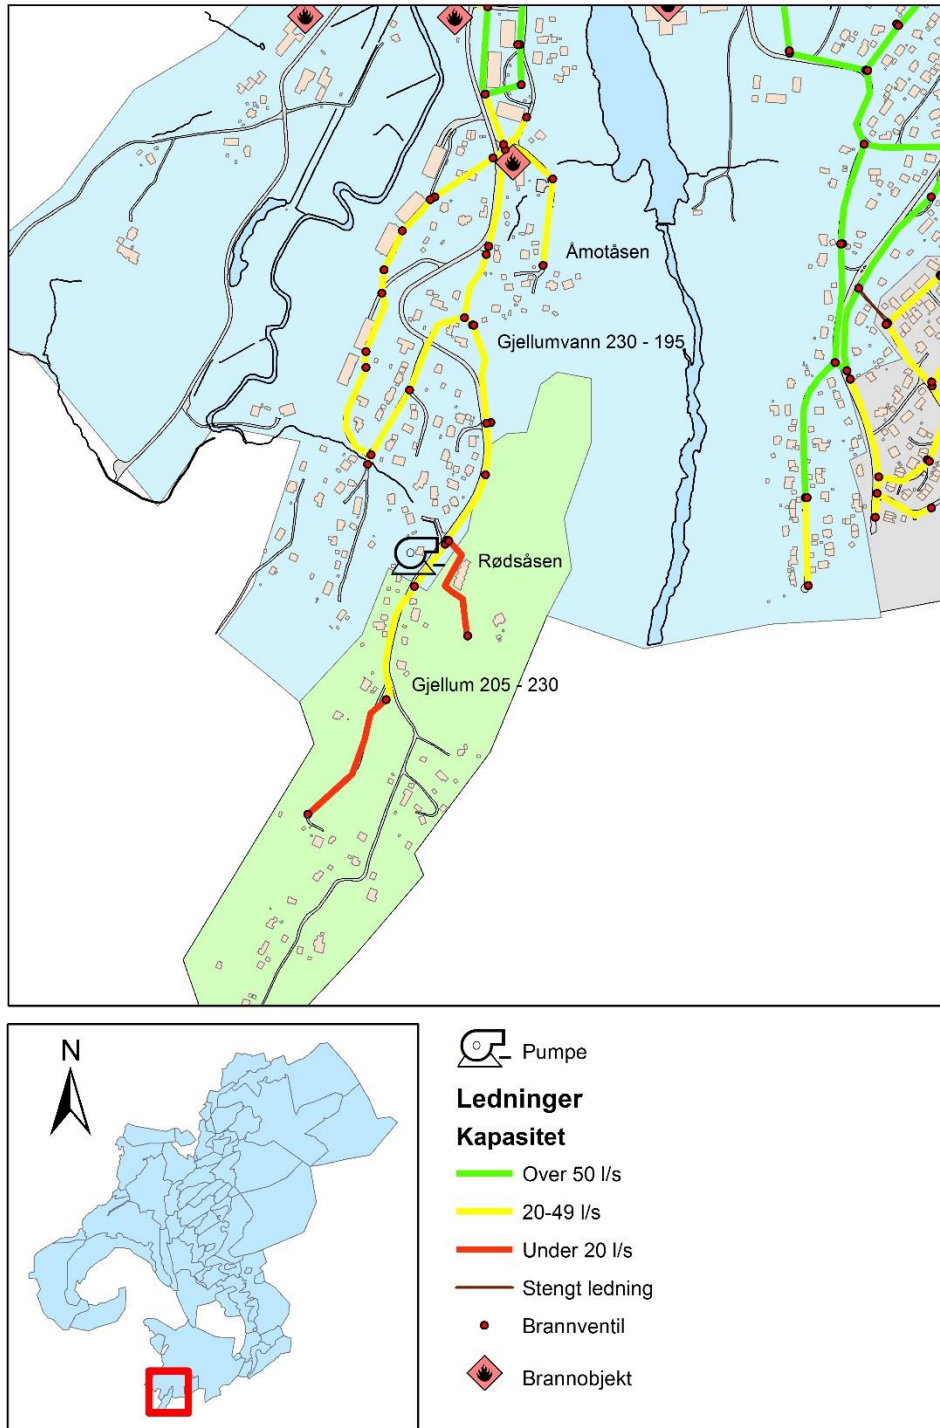 Åmotåsen
Gjellumvann 230 - 195
Rødsåsen
Gjellum 205 - 230
N
Pumpe
Ledninger
Kapasitet
Over 50 l/s
20-49 l/s
Under 20 l/s
Stengt ledning
Brannventil
Brannobjekt